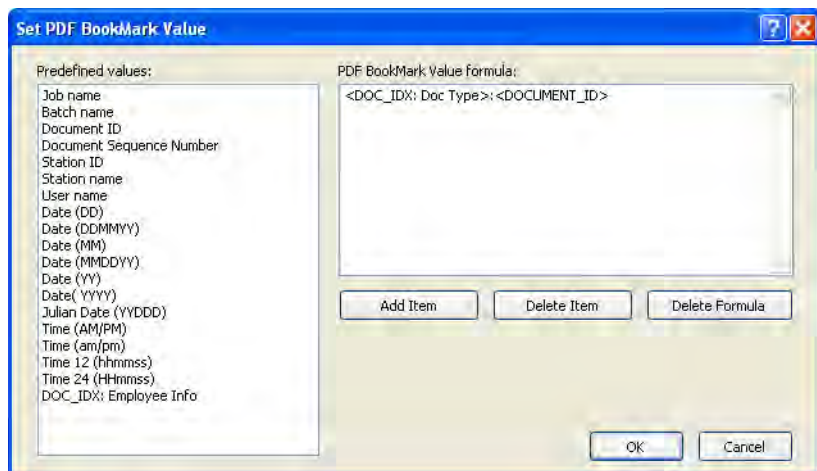 Set PDF BookMark Value
Predefined values:
Job name
Batch name
Document ID
Document Sequence Number
Station ID
Station name
User name
Date (DD)
Date (DDMMYY)
Date (MM)
Date (MMDDYY)
Date (YY)
Date( YYYY)
Julian Date (YYDDD)
Time (AM/PM)
Time (am/pm)
Time 12 (hhmmss)
Time 24 (HHmmss)
DOC_IDX: Employee Info
PDF BookMark Value formula:
<DOC_IDX: Doc Type>:<DOCUMENT_ID>
Add Item
Delete Item
Delete Formula
OK
Cancel